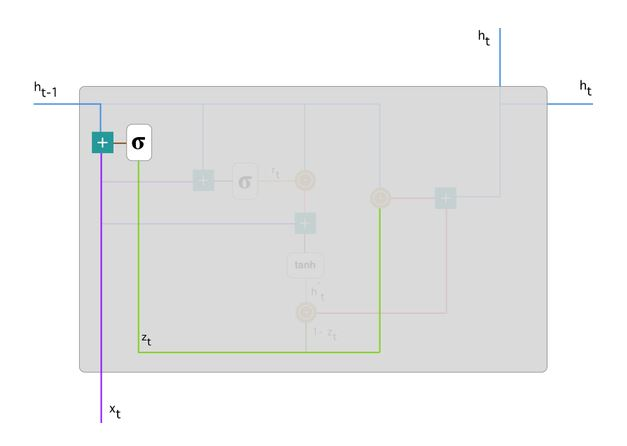 h_t
h_t-1
h_t
+
σ
+
σ
r_t
+
+
tanh
h'_t
z_t
1- z_t
x_t